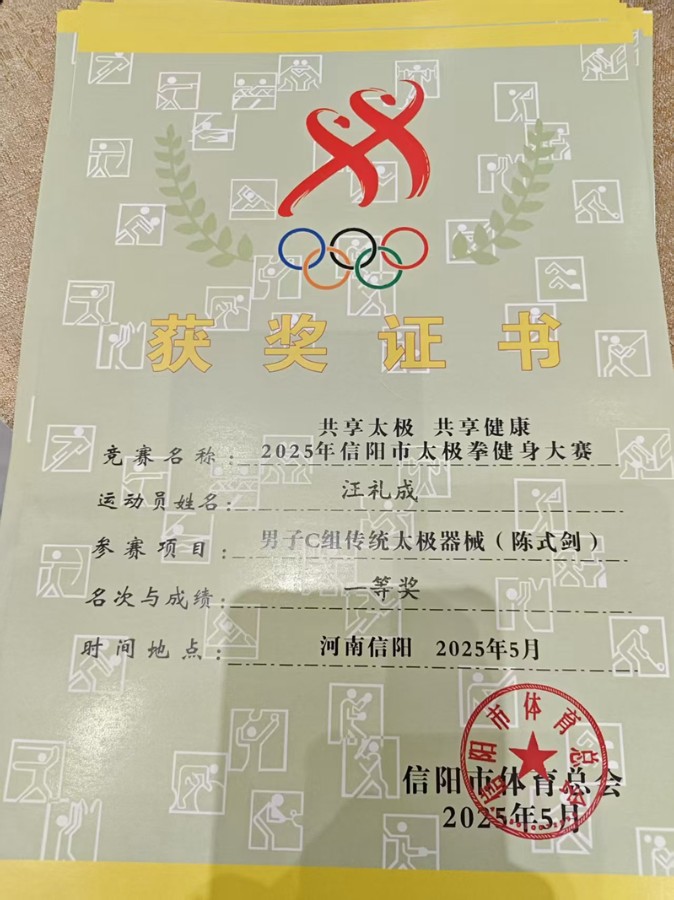 获奖证书
共享太极 共享健康
竞赛名称：2025年信阳市太极拳健身大赛
运动员姓名：汪礼成
参赛项目：男子C组传统太极器械（陈式剑）
名次与成绩：一等奖
时间地点：河南信阳 2025年5月
信阳市体育总会
信阳市体育总会
2025年5月